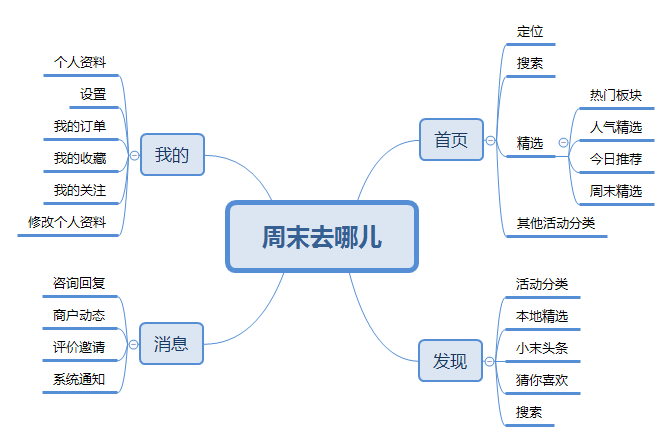 周末去哪儿
首页
定位
搜索
精选
热门板块
人气精选
今日推荐
周末精选
其他活动分类
发现
活动分类
本地精选
小末头条
猜你喜欢
搜索
我的
个人资料
设置
我的订单
我的收藏
我的关注
修改个人资料
消息
咨询回复
商户动态
评价邀请
系统通知